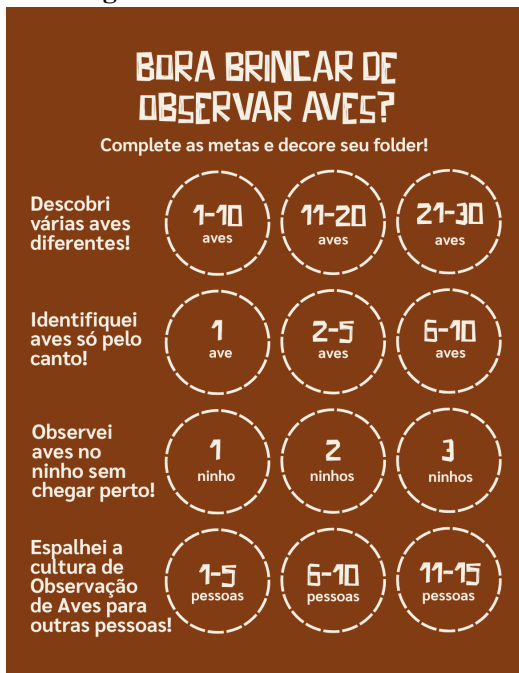 BORA BRINCAR DE
OBSERVAR AVES?
Complete as metas e decore seu folder!
Descobri
várias aves
diferentes!
1-10
aves
11-20
aves
21-30
aves
Identifiquei
aves só pelo
canto!
1
ave
2-5
aves
6-10
aves
Observei
aves no
ninho sem
chegar perto!
1
ninho
2
ninhos
3
ninhos
Espalhei a
cultura de
Observação
de Aves para
outras pessoas!
1-5
pessoas
6-10
pessoas
11-15
pessoas